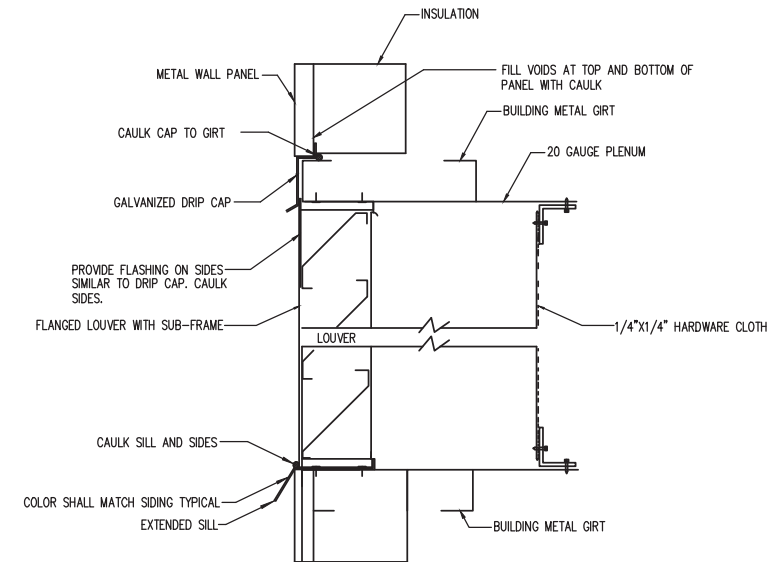 INSULATION
METAL WALL PANEL
FILL VOIDS AT TOP AND BOTTOM OF
PANEL WITH CAULK
BUILDING METAL GIRT
CAULK CAP TO GIRT
20 GAUGE PLENUM
GALVANIZED DRIP CAP
PROVIDE FLASHING ON SIDES
SIMILAR TO DRIP CAP. CAULK
SIDES.
FLANGED LOUVER WITH SUB-FRAME
1/4"X1/4" HARDWARE CLOTH
LOUVER
CAULK SILL AND SIDES
COLOR SHALL MATCH SIDING TYPICAL
EXTENDED SILL
BUILDING METAL GIRT